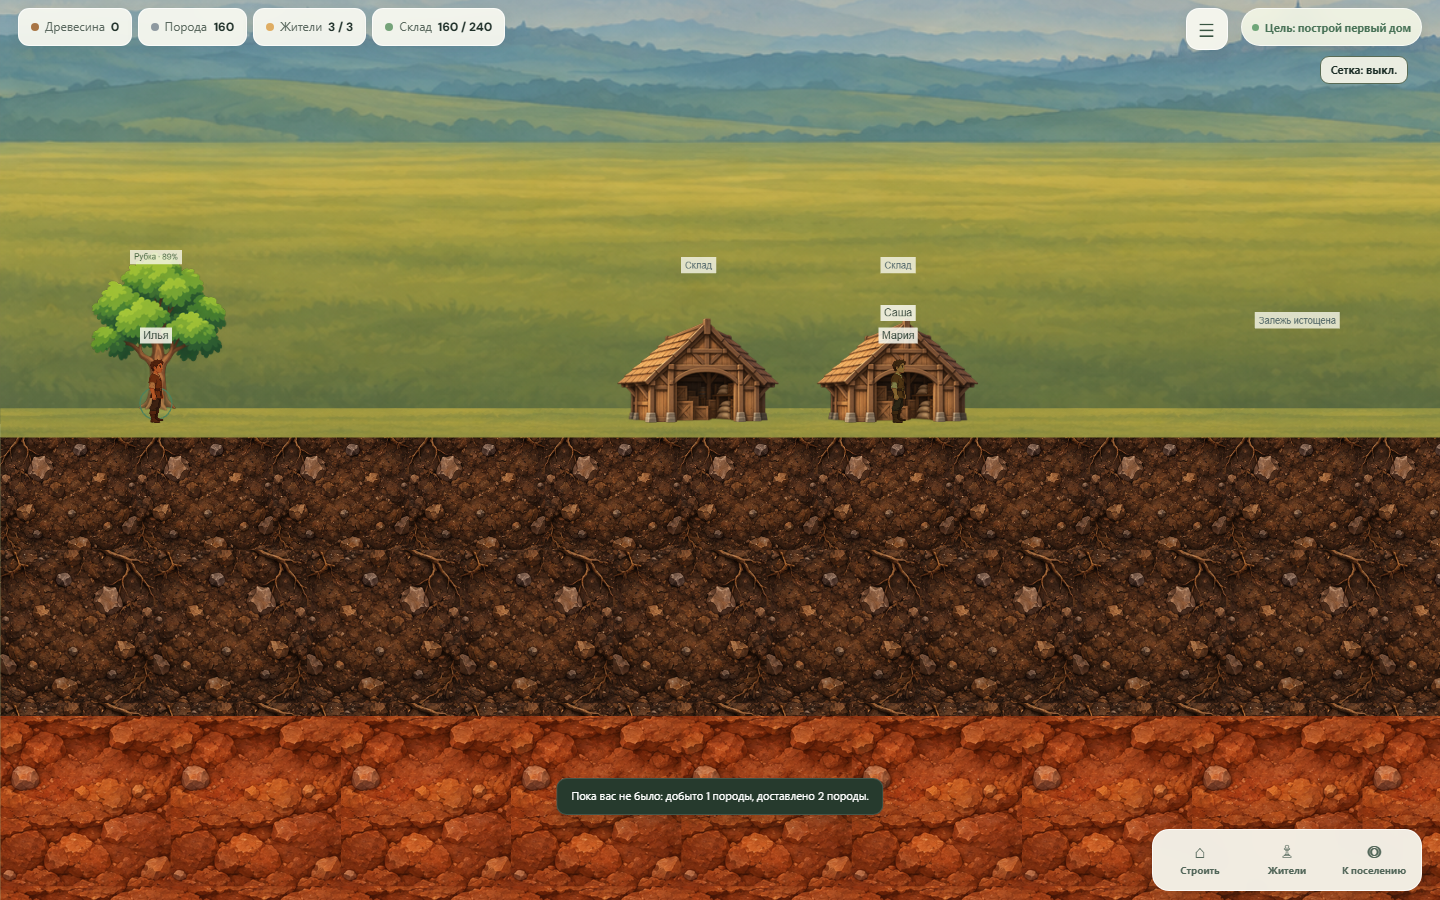 Древесина 0
Порода 160
Жители 3 / 3
Склад 160 / 240
Цель: построй первый дом
Сетка: выкл.
Рубка · 89%
Илья
Склад
Склад
Саша
Мария
Залежь истощена
Пока вас не было: добыто 1 породы, доставлено 2 породы.
Строить
Жители
К поселению